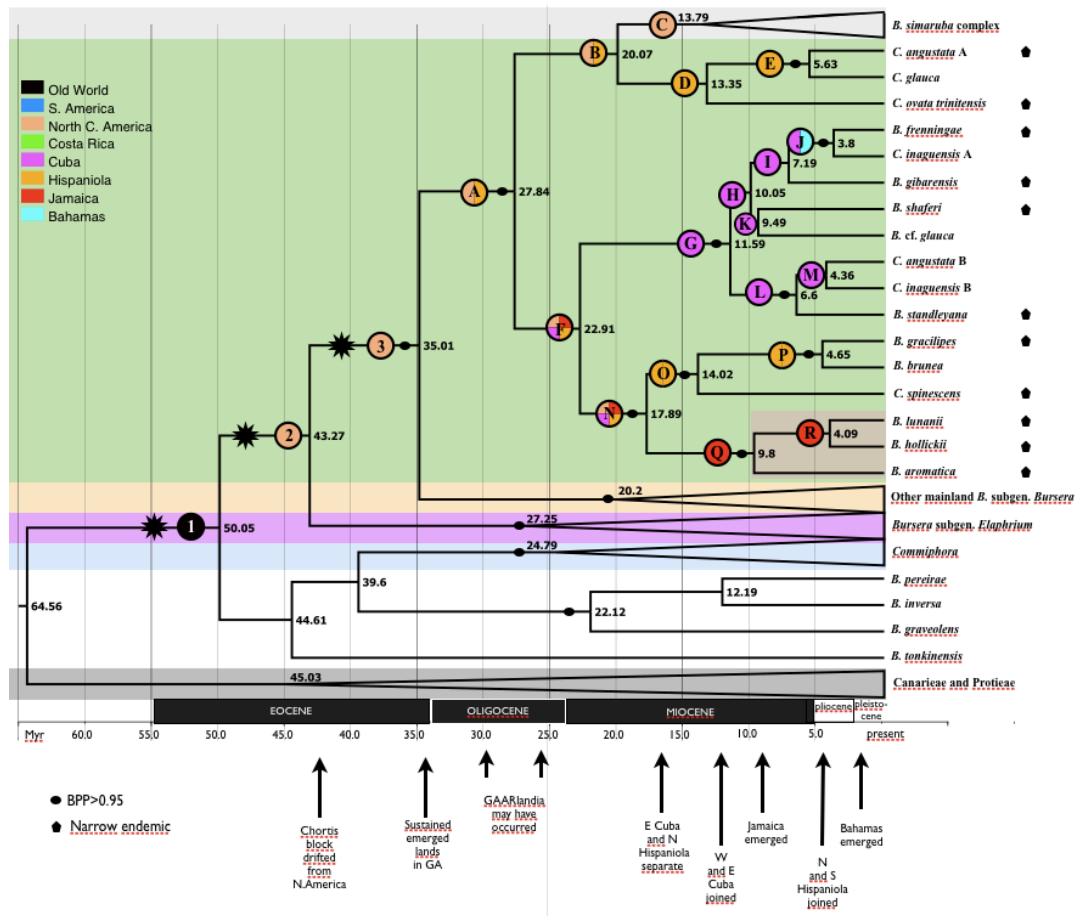 C
13.79
B. simaruba complex
B
20.07
C. angustata A
E
5.63
C. glauca
D
13.35
C. ovata trinitensis
Old World
S. America
North C. America
Costa Rica
Cuba
Hispaniola
Jamaica
Bahamas
B. frenningae
J
3.8
C. inaguensis A
I
7.19
B. gibarensis
A
27.84
H
10.05
B. shaferi
K
9.49
B. cf. glauca
G
11.59
C. angustata B
M
4.36
C. inaguensis B
L
6.6
B. standleyana
F
22.91
B. gracilipes
3
35.01
P
4.65
B. brunea
O
14.02
C. spinescens
N
17.89
B. lunanii
R
4.09
B. hollickii
2
43.27
Q
9.8
B. aromatica
20.2
Other mainland B. subgen. Bursera
1
50.05
27.25
Bursera subgen. Elaphrium
24.79
Commiphora
39.6
B. pereirae
12.19
64.56
B. inversa
22.12
44.61
B. graveolens
B. tonkinensis
45.03
Canarieae and Protieae
EOCENE
OLIGOCENE
MIOCENE
pliocene
pleisto-
cene
Myr
60.0
55.0
50.0
45.0
40.0
35.0
30.0
25.0
20.0
15.0
10.0
5.0
present
BPP>0.95
Narrow endemic
Chortis
block
drifted
from
N.America
Sustained
emerged
lands
in GA
GAARlandia
may have
occurred
E Cuba
and N
Hispaniola
separate
W
and E
Cuba
joined
Jamaica
emerged
N
and S
Hispaniola
joined
Bahamas
emerged